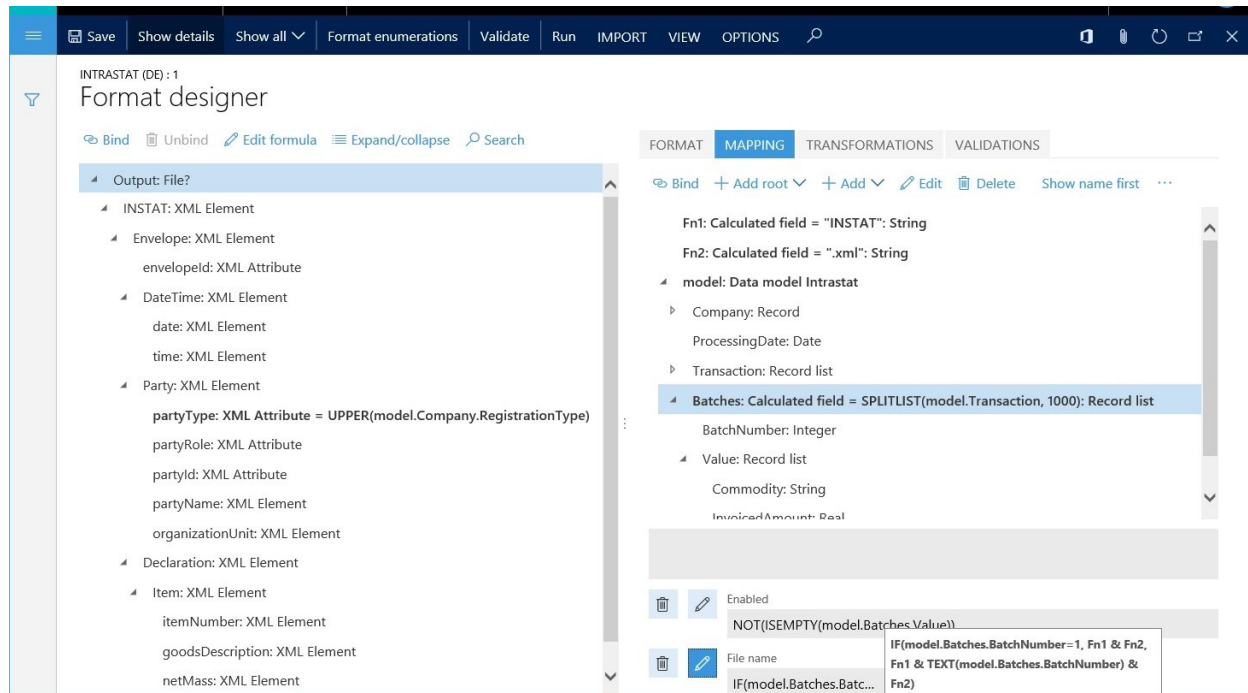 Save
Show details
Show all
Format enumerations
Validate
Run
IMPORT
VIEW
OPTIONS
INTRASTAT (DE) : 1
Format designer
Bind
Unbind
Edit formula
Expand/collapse
Search
Output: File?
INSTAT: XML Element
Envelope: XML Element
envelopeId: XML Attribute
DateTime: XML Element
date: XML Element
time: XML Element
Party: XML Element
partyType: XML Attribute = UPPER(model.Company.RegistrationType)
partyRole: XML Attribute
partyId: XML Attribute
partyName: XML Element
organizationUnit: XML Element
Declaration: XML Element
Item: XML Element
itemNumber: XML Element
goodsDescription: XML Element
netMass: XML Element
FORMAT
MAPPING
TRANSFORMATIONS
VALIDATIONS
Bind
Add root
Add
Edit
Delete
Show name first
Fn1: Calculated field = "INSTAT": String
Fn2: Calculated field = ".xml": String
model: Data model Intrastat
Company: Record
ProcessingDate: Date
Transaction: Record list
Batches: Calculated field = SPLITLIST(model.Transaction, 1000): Record list
BatchNumber: Integer
Value: Record list
Commodity: String
InvoicedAmount: Real
Enabled
NOT(ISEMPTY(model.Batches.Value))
File name
IF(model.Batches.Batc...
IF(model.Batches.BatchNumber=1, Fn1 & Fn2,
Fn1 & TEXT(model.Batches.BatchNumber) &
Fn2)